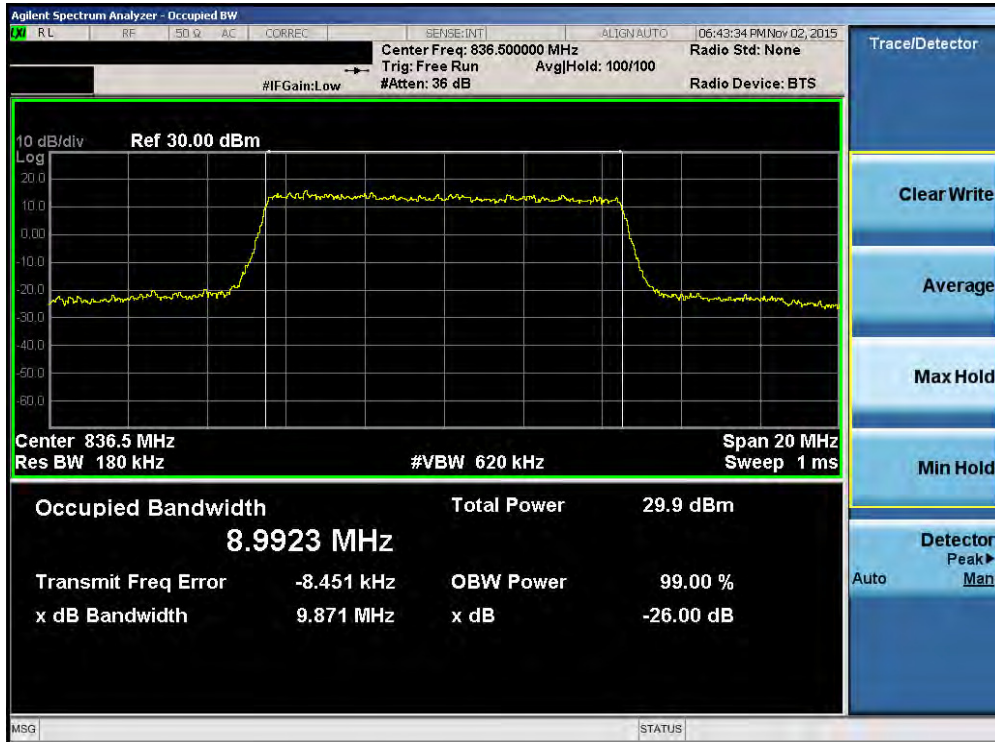 Agilent Spectrum Analyzer - Occupied BW
LXI RL RF 50 Ω AC CORREC SENSE:INT ALIGNAUTO 06:43:34 PM Nov 02, 2015
Center Freq: 836.500000 MHz Radio Std: None
Trig: Free Run Avg|Hold: 100/100
#IFGain:Low #Atten: 36 dB Radio Device: BTS
10 dB/div Ref 30.00 dBm
Log
20.0
10.0
0.00
-10.0
-20.0
-30.0
-40.0
-50.0
-60.0
Center 836.5 MHz Span 20 MHz
Res BW 180 kHz #VBW 620 kHz Sweep 1 ms
Occupied Bandwidth Total Power 29.9 dBm
8.9923 MHz
Transmit Freq Error -8.451 kHz OBW Power 99.00 %
x dB Bandwidth 9.871 MHz x dB -26.00 dB
MSG STATUS
Trace/Detector
Clear Write
Average
Max Hold
Min Hold
Detector
Peak▶
Auto Man